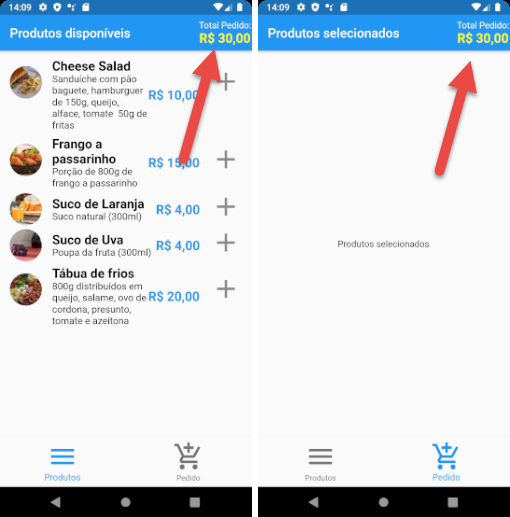 14:09
Produtos disponíveis
Total Pedido:
R$ 30,00
Cheese Salad
Sanduíche com pão
baguete, hamburguer
de 150g, queijo,
alface, tomate  50g de
fritas
R$ 10,00
Frango a
passarinho
Porção de 800g de
frango a passarinho
R$ 15,00
Suco de Laranja
Suco natural (300ml)
R$ 4,00
Suco de Uva
Poupa da fruta (300ml)
R$ 4,00
Tábua de frios
800g distribuídos em
queijo, salame, ovo de
cordona, presunto,
tomate e azeitona
R$ 20,00
Produtos
Pedido
14:09
Produtos selecionados
Total Pedido:
R$ 30,00
Produtos selecionados
Produtos
Pedido